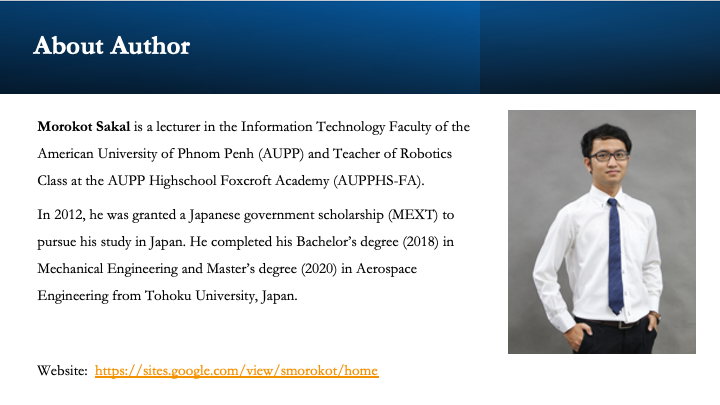 About Author
Morokot Sakal is a lecturer in the Information Technology Faculty of the
American University of Phnom Penh (AUPP) and Teacher of Robotics
Class at the AUPP Highschool Foxcroft Academy (AUPPHS-FA).
In 2012, he was granted a Japanese government scholarship (MEXT) to
pursue his study in Japan. He completed his Bachelor’s degree (2018) in
Mechanical Engineering and Master’s degree (2020) in Aerospace
Engineering from Tohoku University, Japan.
Website: https://sites.google.com/view/smorokot/home